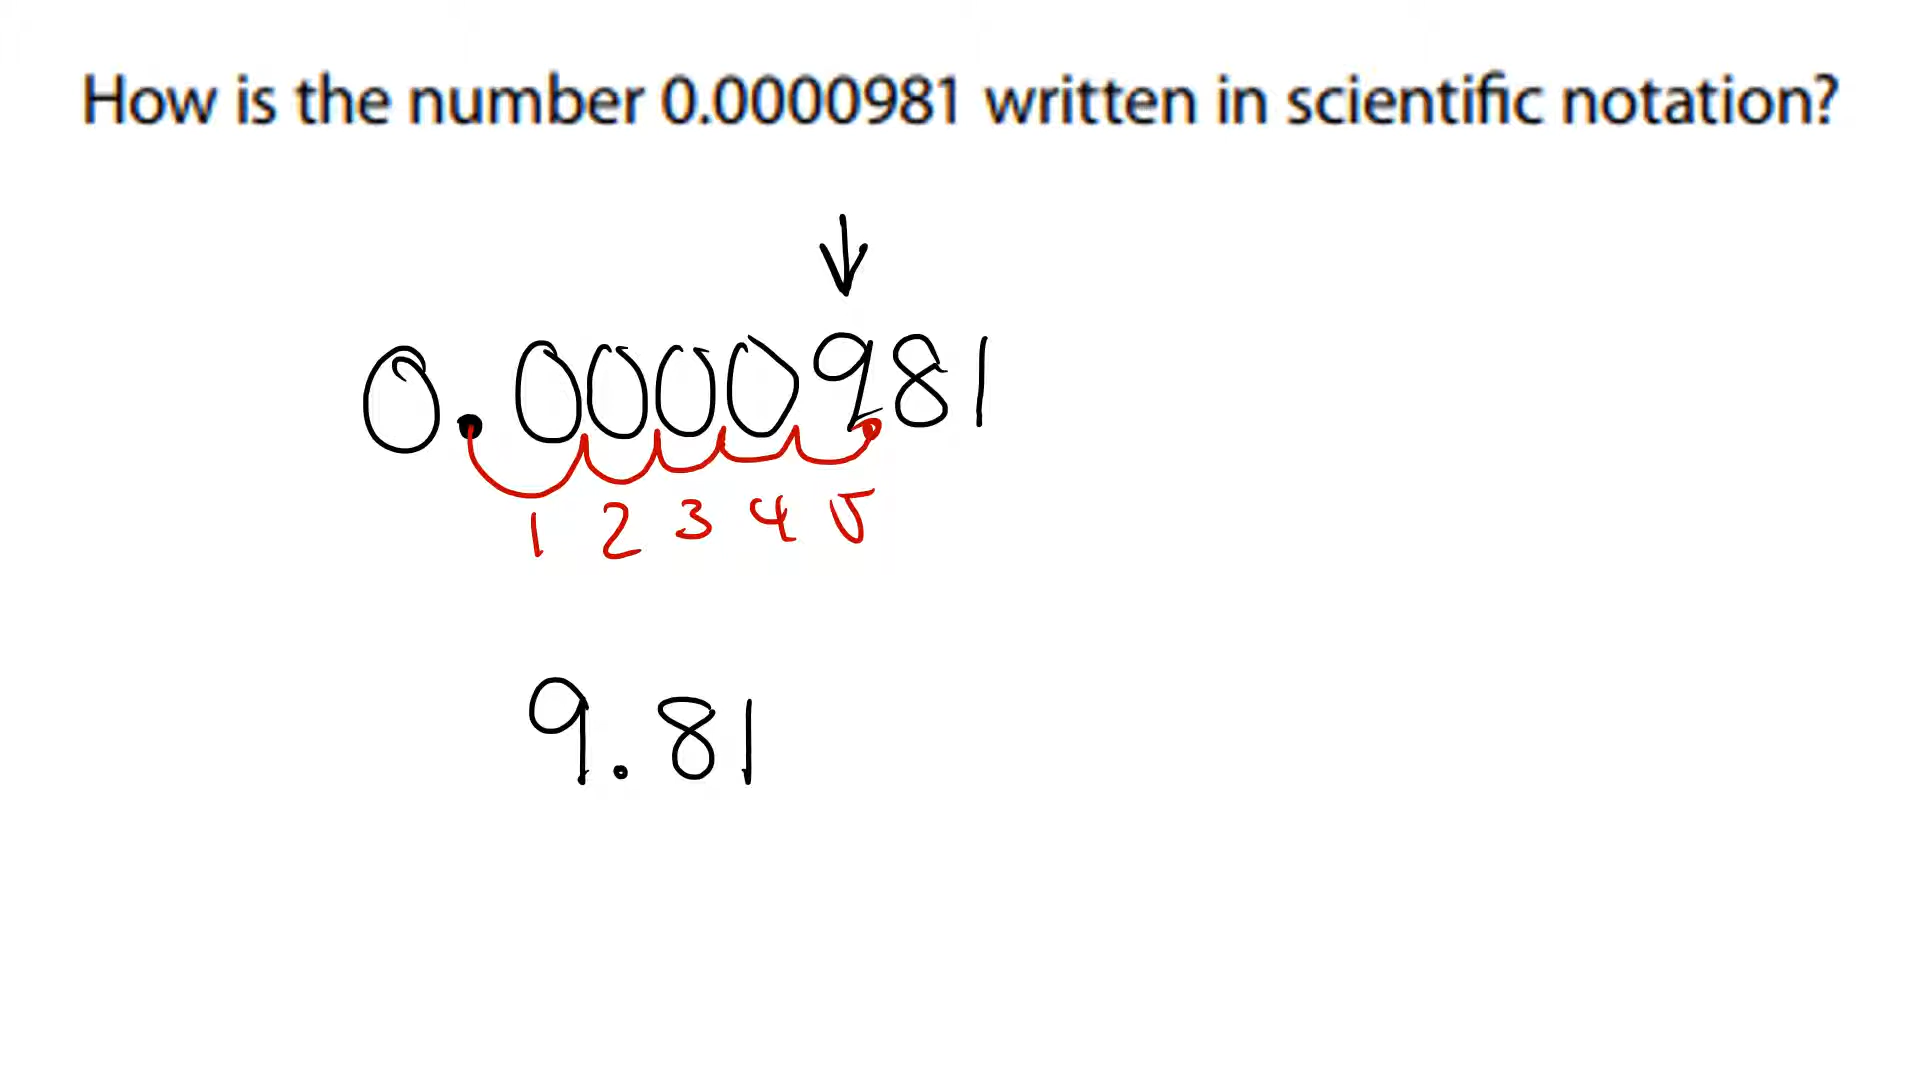 How is the number 0.0000981 written in scientific notation?
0.0000981
1 2 3 4 5
9.81